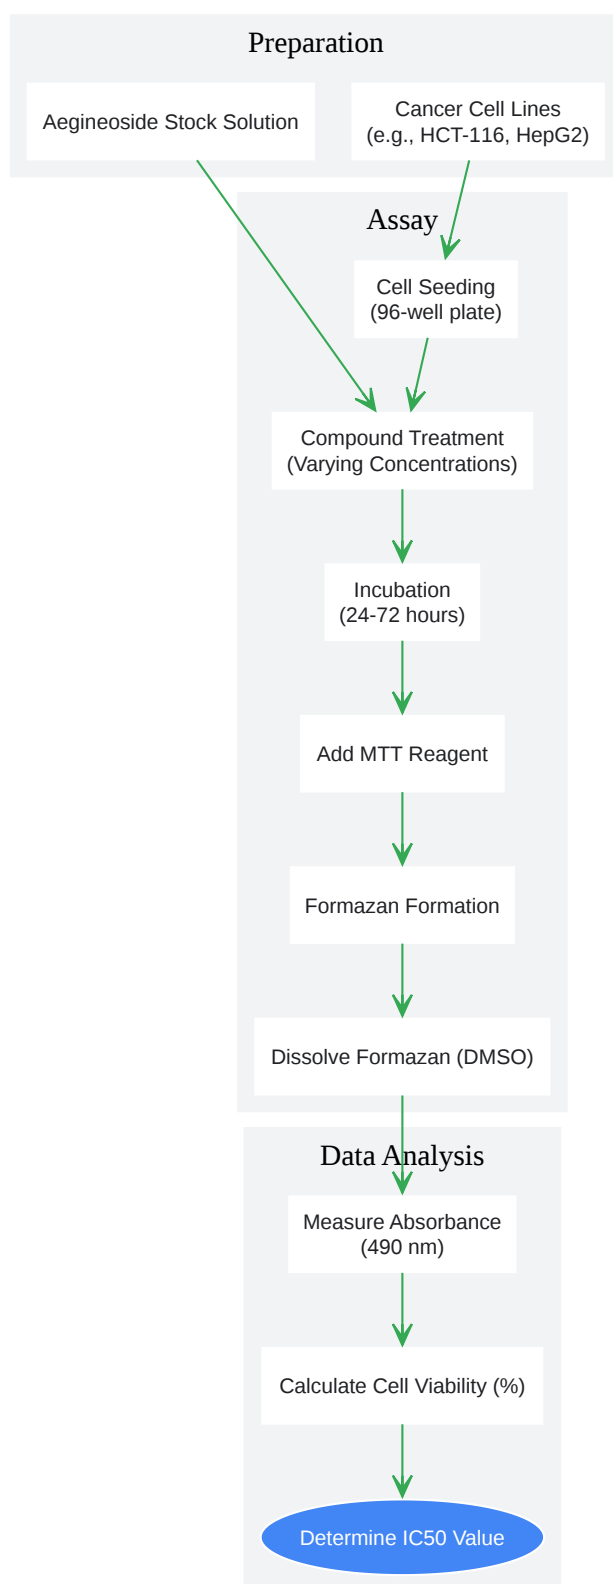 Preparation
Aegineoside Stock Solution
Cancer Cell Lines
(e.g., HCT-116, HepG2)
Assay
Cell Seeding
(96-well plate)
Compound Treatment
(Varying Concentrations)
Incubation
(24-72 hours)
Add MTT Reagent
Formazan Formation
Dissolve Formazan (DMSO)
Data Analysis
Measure Absorbance
(490 nm)
Calculate Cell Viability (%)
Determine IC50 Value